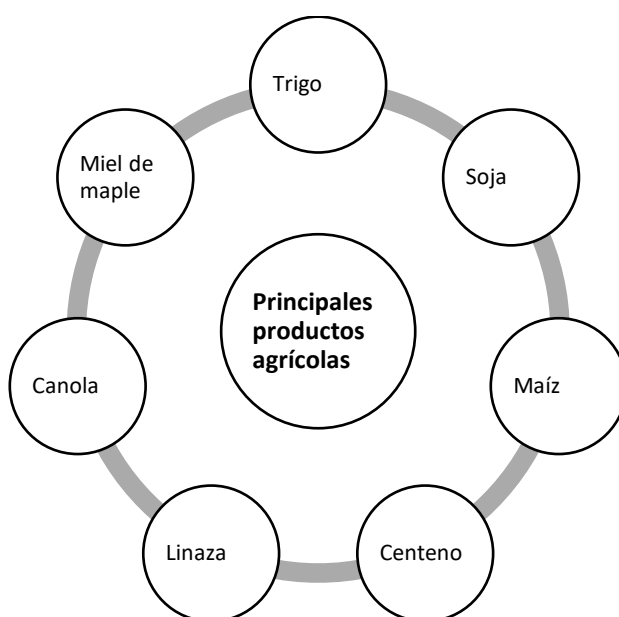 Trigo
Soja
Maíz
Centeno
Linaza
Canola
Miel de
maple
Principales
productos
agrícolas